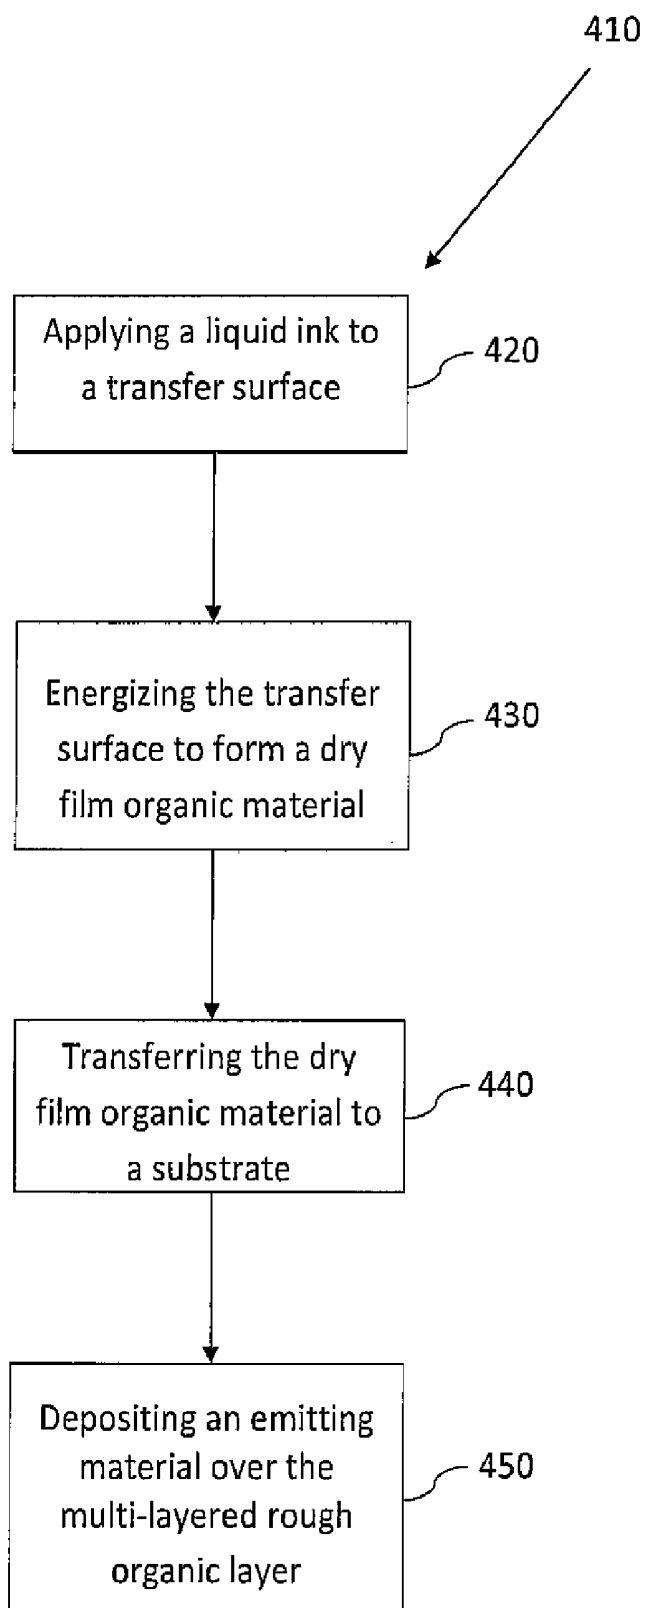 410
Applying a liquid ink to
a transfer surface
420
Energizing the transfer
surface to form a dry
film organic material
430
Transferring the dry
film organic material to
a substrate
440
Depositing an emitting
material over the
multi-layered rough
organic layer
450